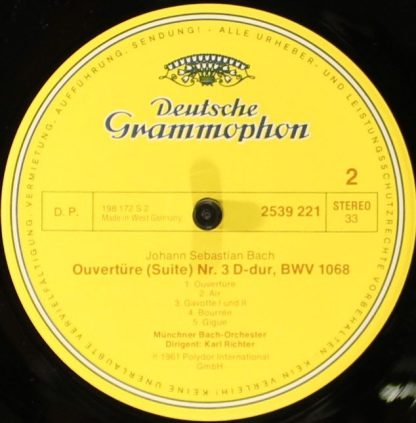 ALLE URHEBER- UND LEISTUNGSSCHUTZRECHTE VORBEHALTEN · KEIN VERLEIH! KEINE UNERLAUBTE VERVIELFÄLTIGUNG, VERMIETUNG, AUFFÜHRUNG, SENDUNG! -
Deutsche
Grammophon
2
D. P.
198 172 S 2
Made in West Germany
2539 221
STEREO
33
Johann Sebastian Bach
Ouvertüre (Suite) Nr. 3 D-dur, BWV 1068
1. Ouvertüre
2. Air
3. Gavotte I und II
4. Bourrée
5. Gigue
Münchner Bach-Orchester
Dirigent: Karl Richter
℗ 1961 Polydor International
GmbH